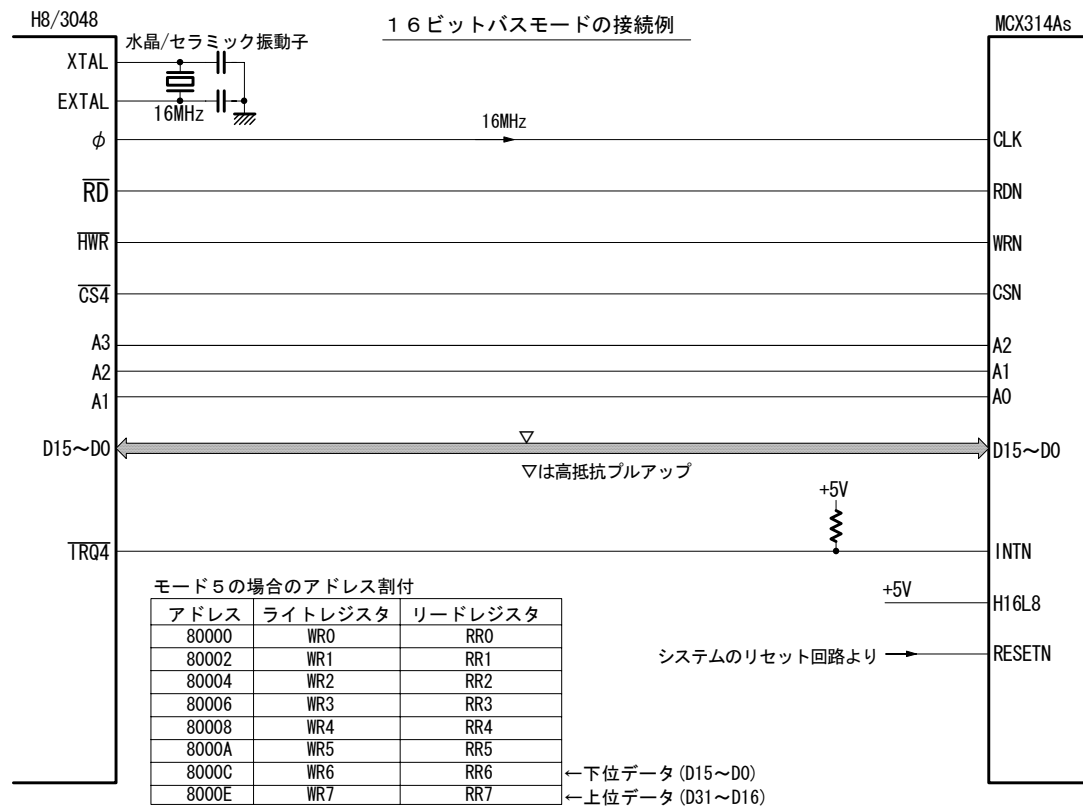 H8/3048
１６ビットバスモードの接続例
MCX314As
水晶/セラミック振動子
XTAL
EXTAL
16MHz
16MHz
φ
CLK
RD
RDN
HWR
WRN
CS4
CSN
A3
A2
A2
A1
A1
A0
D15～D0
▽
D15～D0
▽は高抵抗プルアップ
+5V
IRQ4
INTN
モード５の場合のアドレス割付
+5V
H16L8
アドレス ライトレジスタ リードレジスタ
80000 WR0 RR0
80002 WR1 RR1
システムのリセット回路より
RESETN
80004 WR2 RR2
80006 WR3 RR3
80008 WR4 RR4
8000A WR5 RR5
8000C WR6 RR6 ←下位データ(D15～D0)
8000E WR7 RR7 ←上位データ(D31～D16)